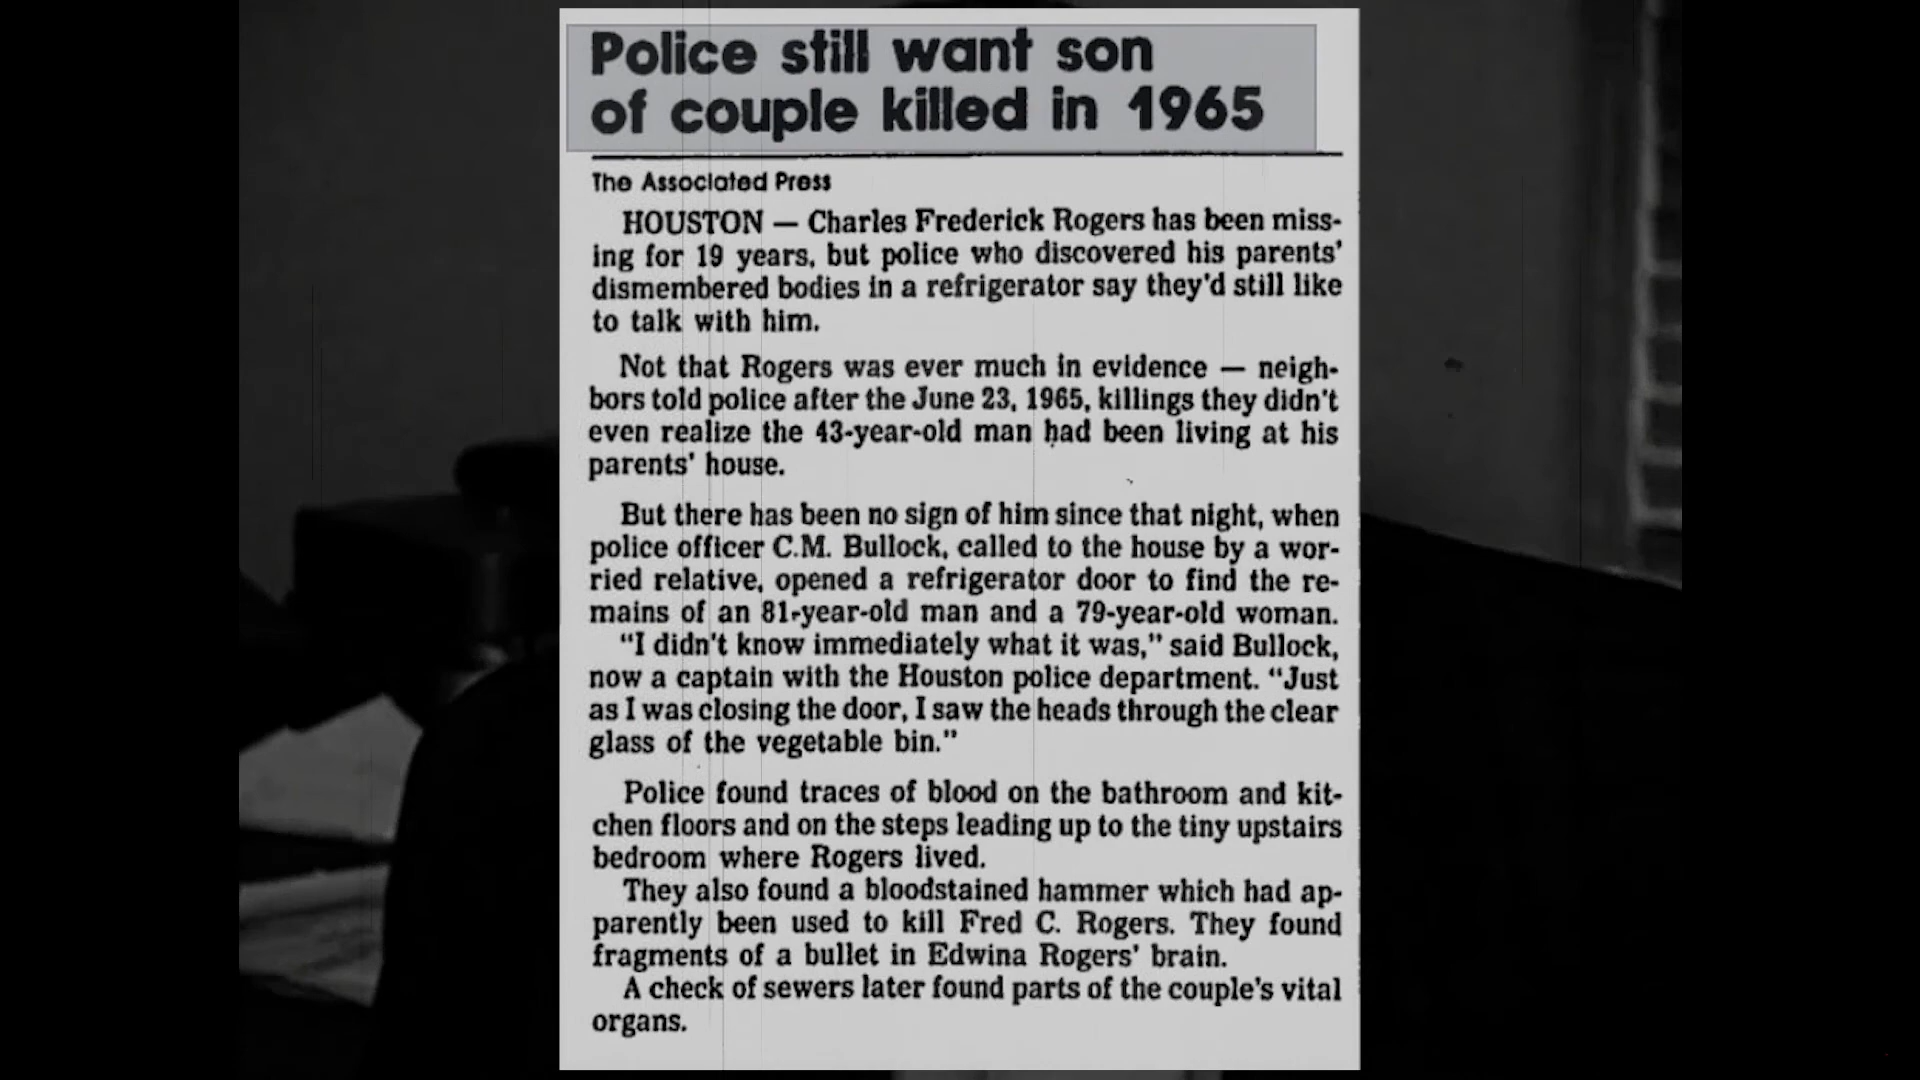 Police still want son
of couple killed in 1965
The Associated Press
HOUSTON — Charles Frederick Rogers has been miss-
ing for 19 years, but police who discovered his parents'
dismembered bodies in a refrigerator say they'd still like
to talk with him.
Not that Rogers was ever much in evidence — neigh-
bors told police after the June 23, 1965, killings they didn't
even realize the 43-year-old man had been living at his
parents' house.
But there has been no sign of him since that night, when
police officer C.M. Bullock, called to the house by a wor-
ried relative, opened a refrigerator door to find the re-
mains of an 81-year-old man and a 79-year-old woman.
"I didn't know immediately what it was," said Bullock,
now a captain with the Houston police department. "Just
as I was closing the door, I saw the heads through the clear
glass of the vegetable bin."
Police found traces of blood on the bathroom and kit-
chen floors and on the steps leading up to the tiny upstairs
bedroom where Rogers lived.
They also found a bloodstained hammer which had ap-
parently been used to kill Fred C. Rogers. They found
fragments of a bullet in Edwina Rogers' brain.
A check of sewers later found parts of the couple's vital
organs.